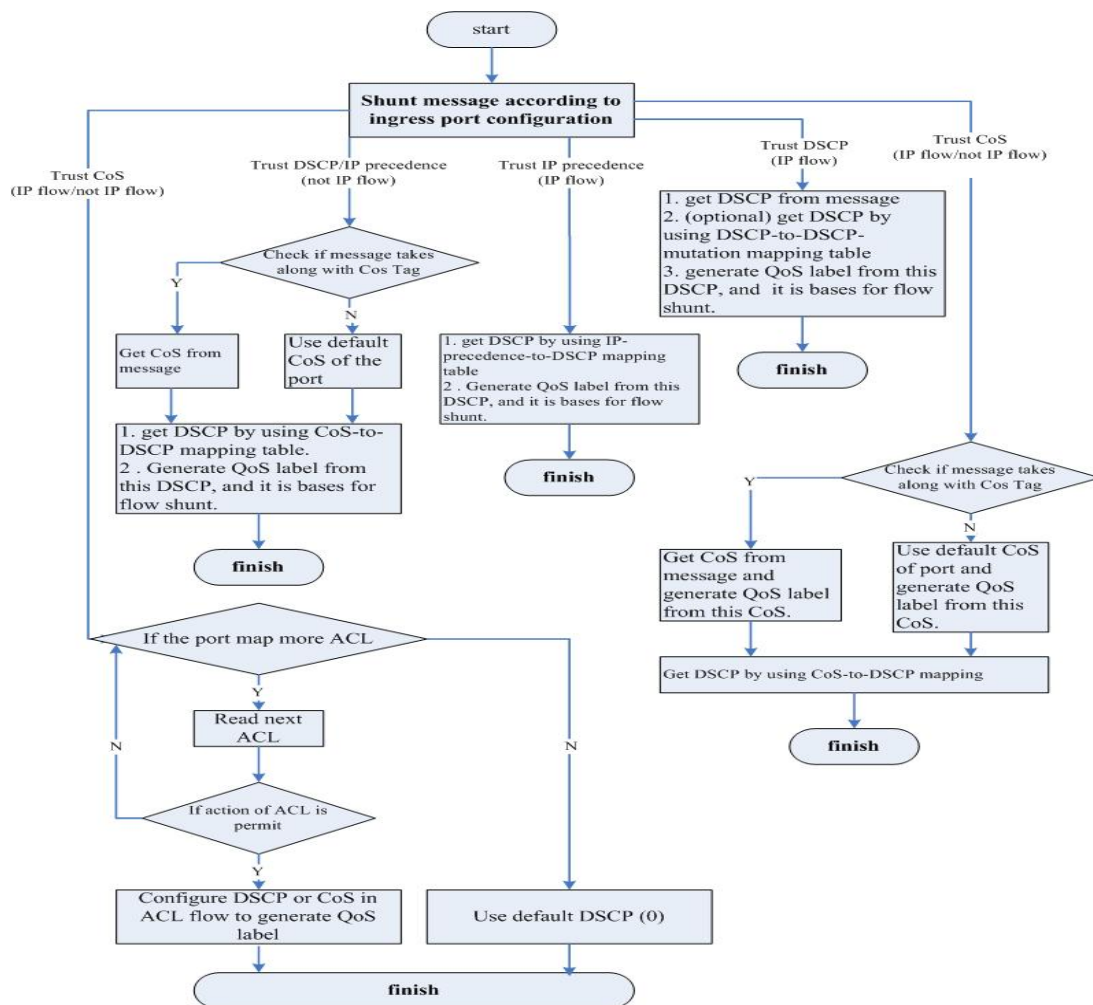 start
Shunt message according to
ingress port configuration
Trust CoS
(IP flow/not IP flow)
Trust DSCP/IP precedence
(not IP flow)
Trust IP precedence
(IP flow)
Trust DSCP
(IP flow)
Trust CoS
(IP flow/not IP flow)
Check if message takes
along with Cos Tag
Y
N
Get CoS from
message
Use default
CoS of the
port
1. get DSCP by using CoS-to-
DSCP mapping table.
2 . Generate QoS label from
this DSCP, and it is bases for
flow shunt.
finish
1. get DSCP by using IP-
precedence-to-DSCP mapping
table
2 . Generate QoS label from this
DSCP, and it is bases for flow
shunt.
finish
1. get DSCP from message
2. (optional) get DSCP by
using DSCP-to-DSCP-
mutation mapping table
3. generate QoS label from this
DSCP, and it is bases for flow
shunt.
finish
Check if message takes
along with Cos Tag
Y
N
Get CoS from
message and
generate QoS label
from this CoS.
Use default CoS
of port and
generate QoS
label from this
CoS.
Get DSCP by using CoS-to-DSCP mapping
finish
If the port map more ACL
Y
Read next
ACL
N
N
If action of ACL is
permit
Y
Configure DSCP or CoS in
ACL flow to generate QoS
label
Use default DSCP (0)
finish